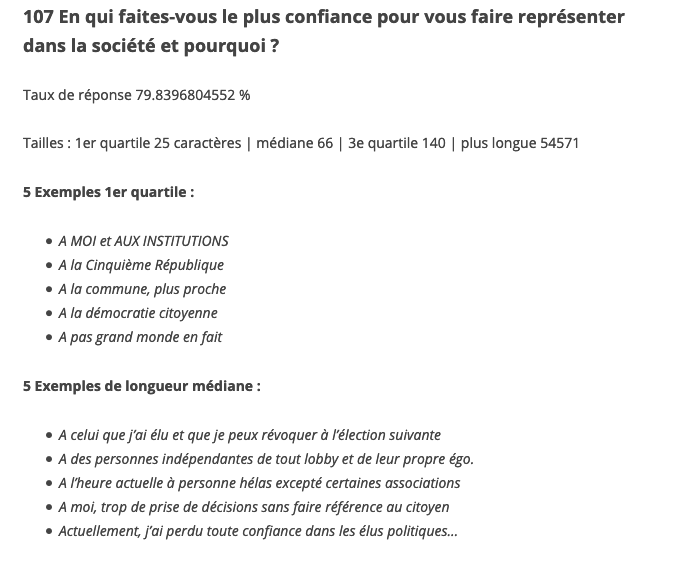 107 En qui faites-vous le plus confiance pour vous faire représenter
dans la société et pourquoi ?
Taux de réponse 79.8396804552 %
Tailles : 1er quartile 25 caractères | médiane 66 | 3e quartile 140 | plus longue 54571
5 Exemples 1er quartile :
• A MOI et AUX INSTITUTIONS
• A la Cinquième République
• A la commune, plus proche
• A la démocratie citoyenne
• A pas grand monde en fait
5 Exemples de longueur médiane :
• A celui que j’ai élu et que je peux révoquer à l’élection suivante
• A des personnes indépendantes de tout lobby et de leur propre égo.
• A l’heure actuelle à personne hélas excepté certaines associations
• A moi, trop de prise de décisions sans faire référence au citoyen
• Actuellement, j’ai perdu toute confiance dans les élus politiques…